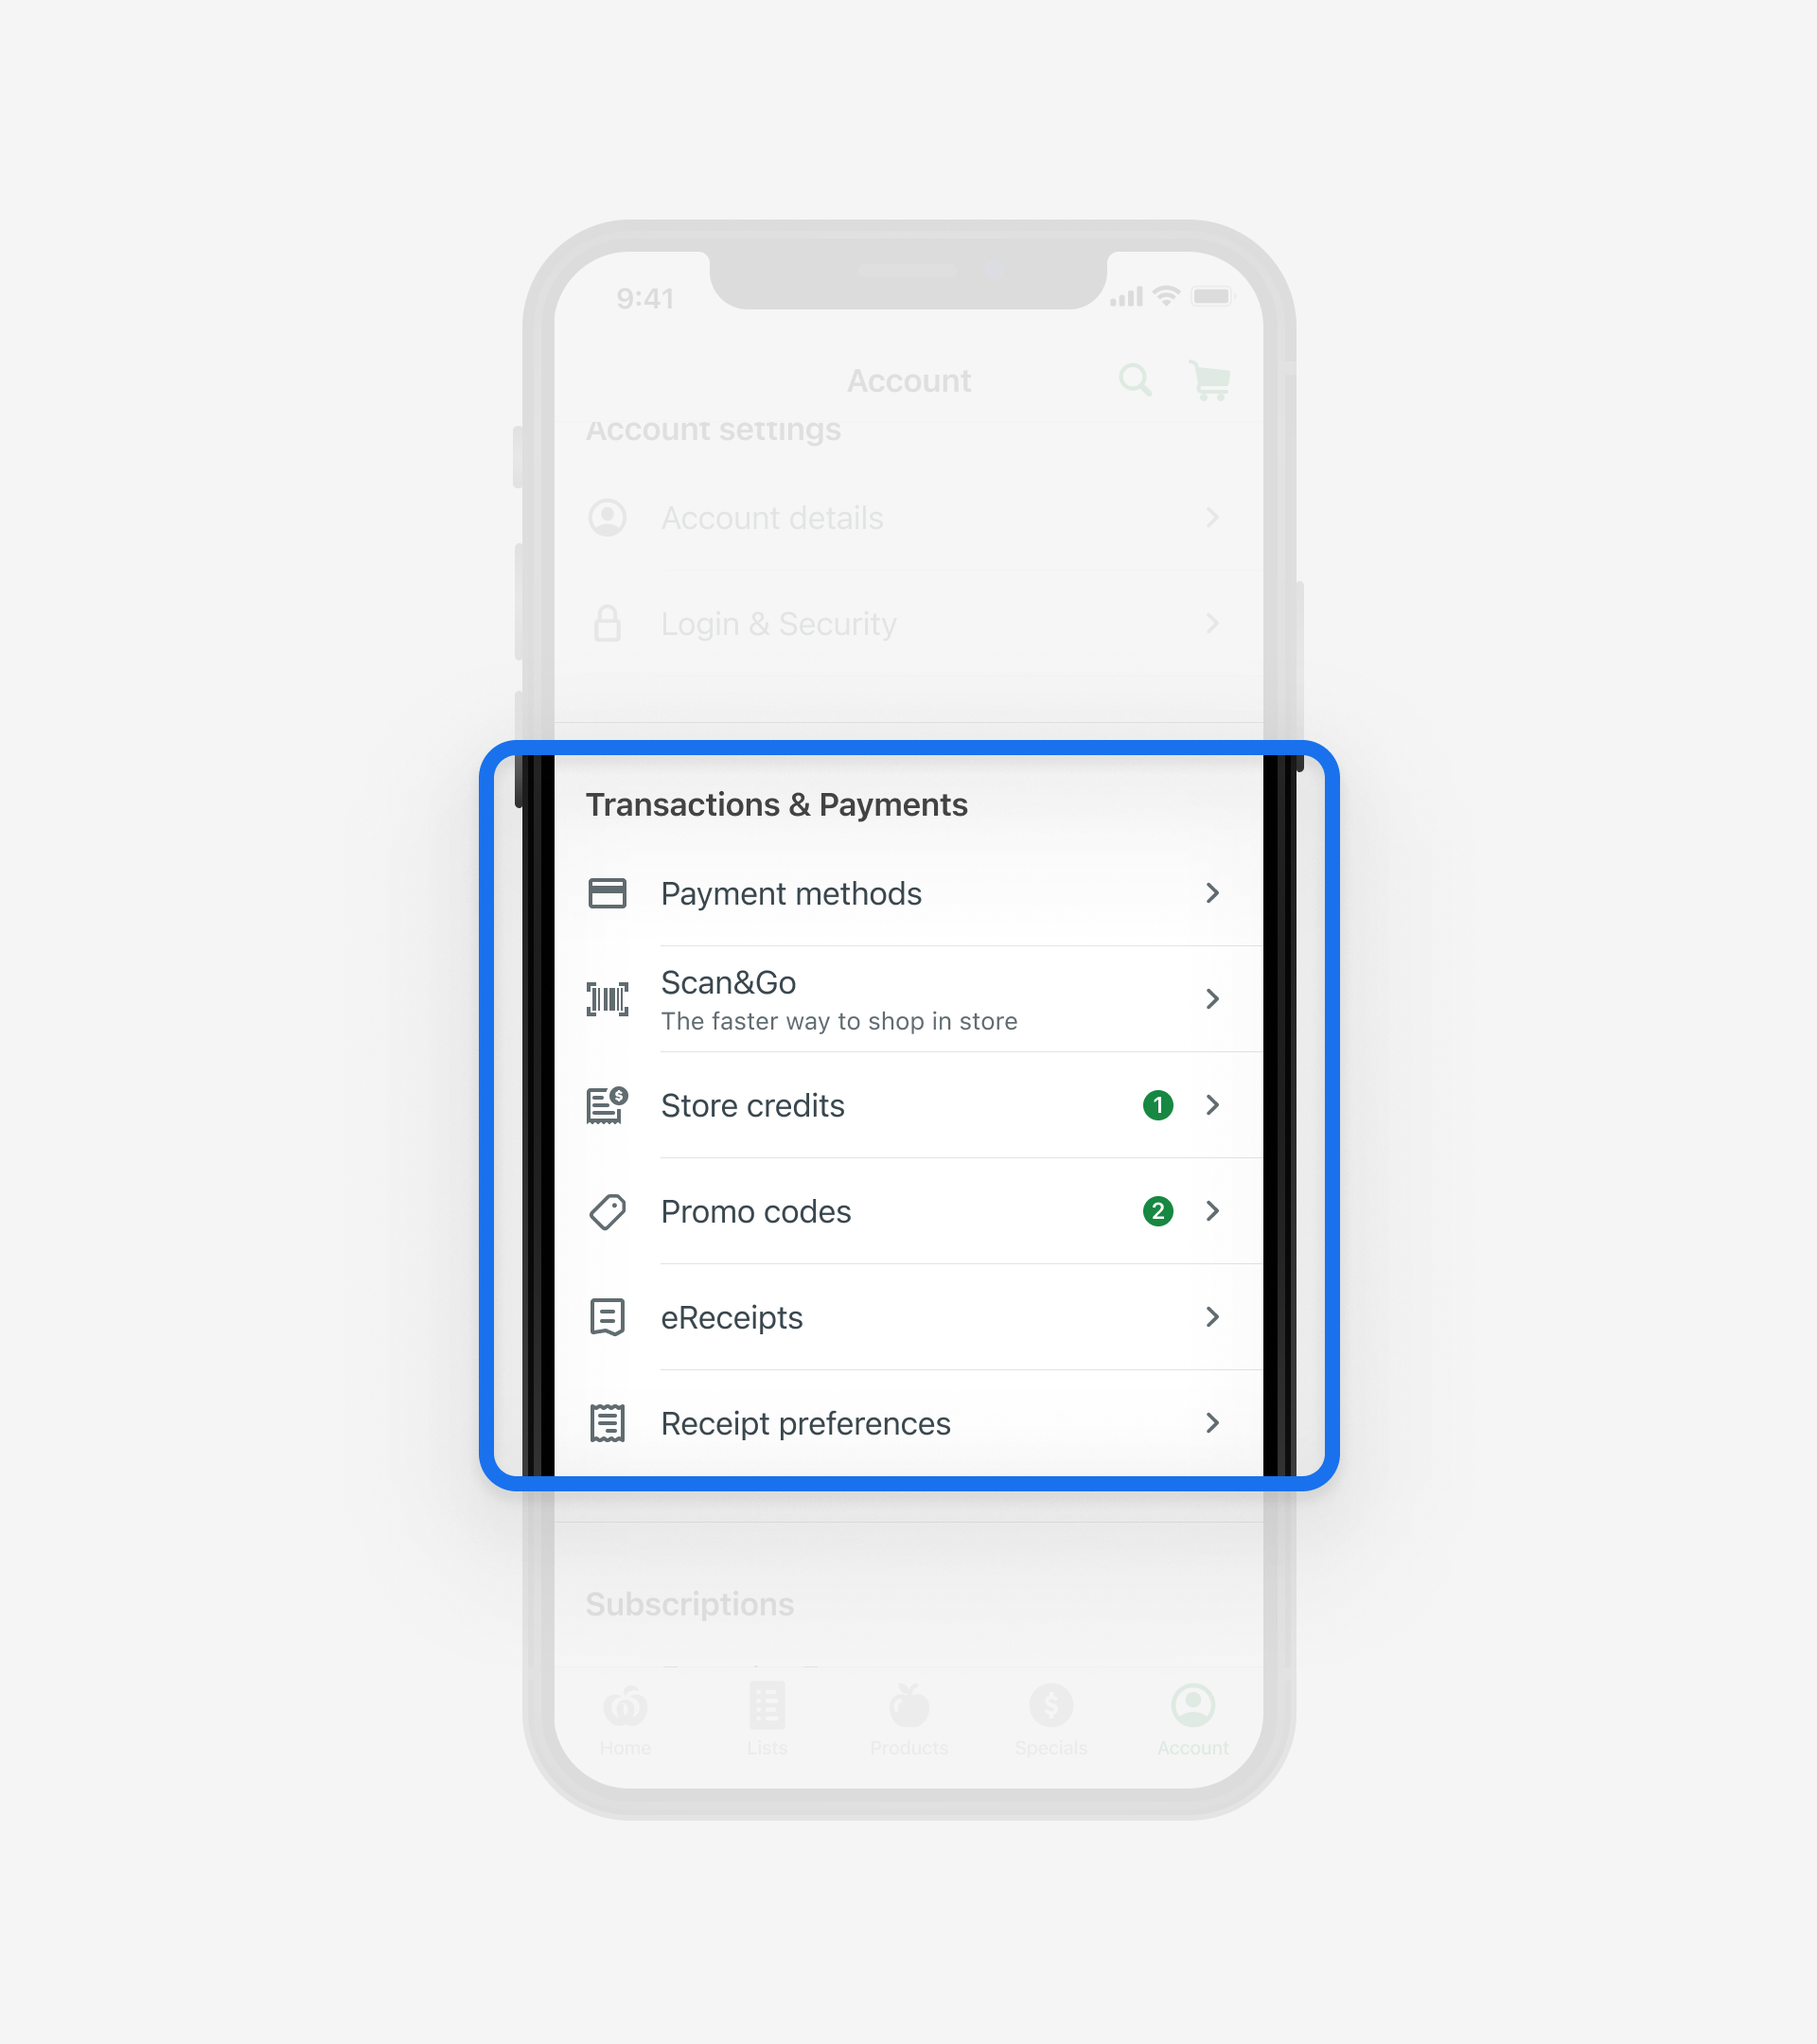 9:41
Account
Account settings
Account details
Login & Security
Transactions & Payments
Payment methods
Scan&Go
The faster way to shop in store
Store credits 1
Promo codes 2
eReceipts
Receipt preferences
Subscriptions
Home Lists Products Specials Account